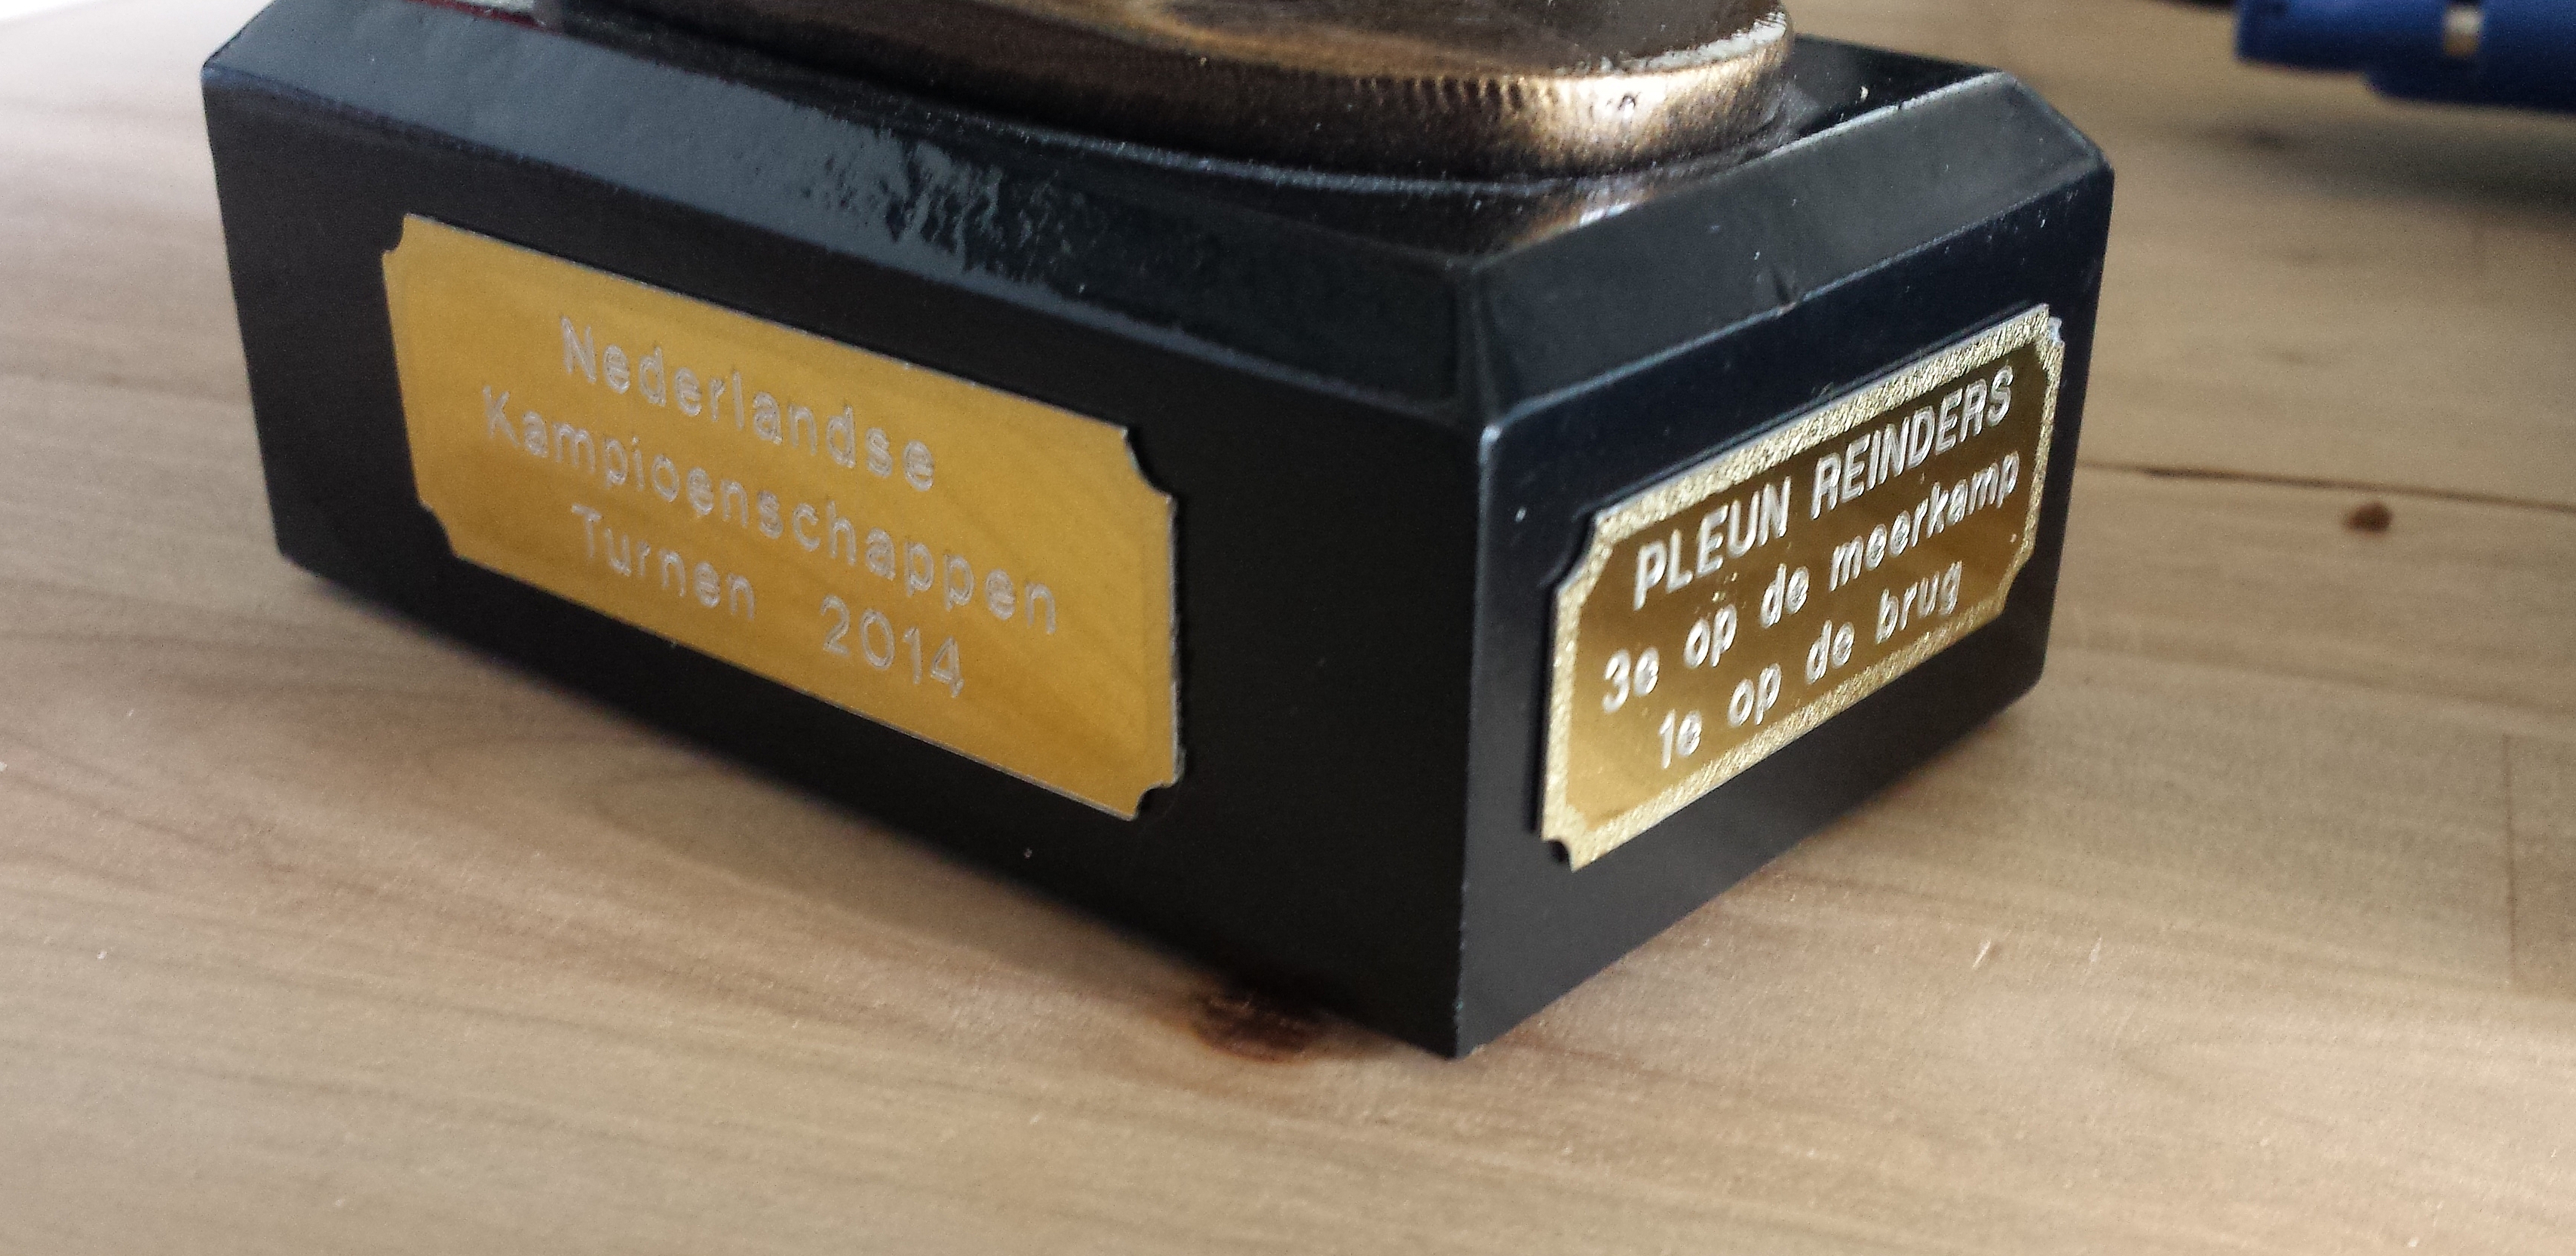 Nederlandse
Kampioenschappen
Turnen 2014
PLEUN REINDERS
3e op de meerkamp
1e op de brug